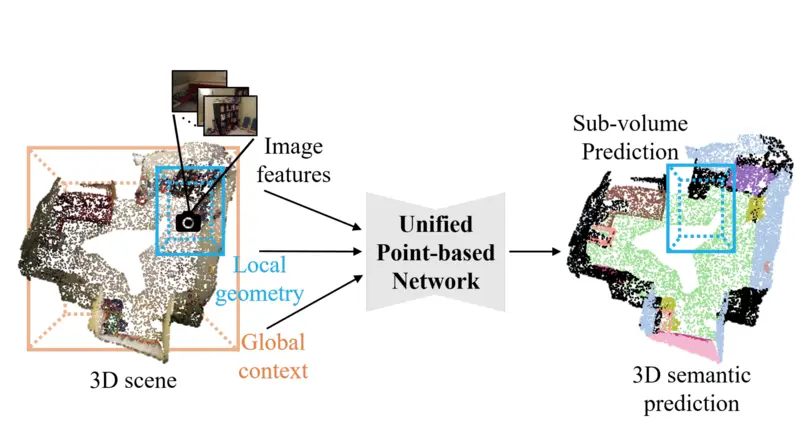 Image
features
Local
geometry
Global
context
3D scene
Unified
Point-based
Network
Sub-volume
Prediction
3D semantic
prediction